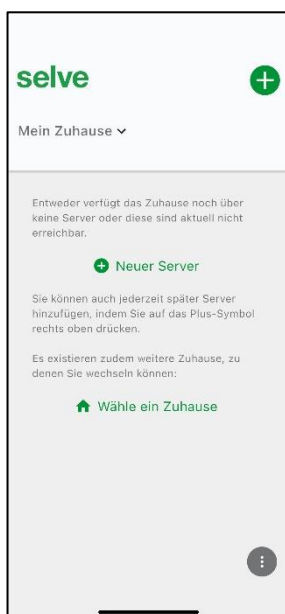 selve
Mein Zuhause
Entweder verfügt das Zuhause noch über
keine Server oder diese sind aktuell nicht
erreichbar.
Neuer Server
Sie können auch jederzeit später Server
hinzufügen, indem Sie auf das Plus-Symbol
rechts oben drücken.
Es existieren zudem weitere Zuhause, zu
denen Sie wechseln können:
Wähle ein Zuhause